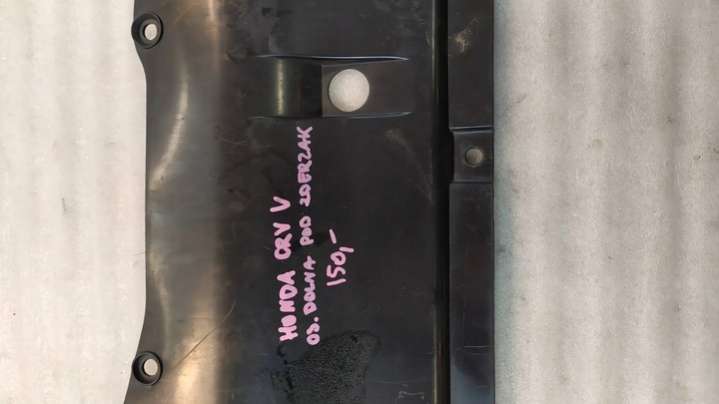 HONDA CRV V
OS. DOLNA POD ZDERZAK
150,-